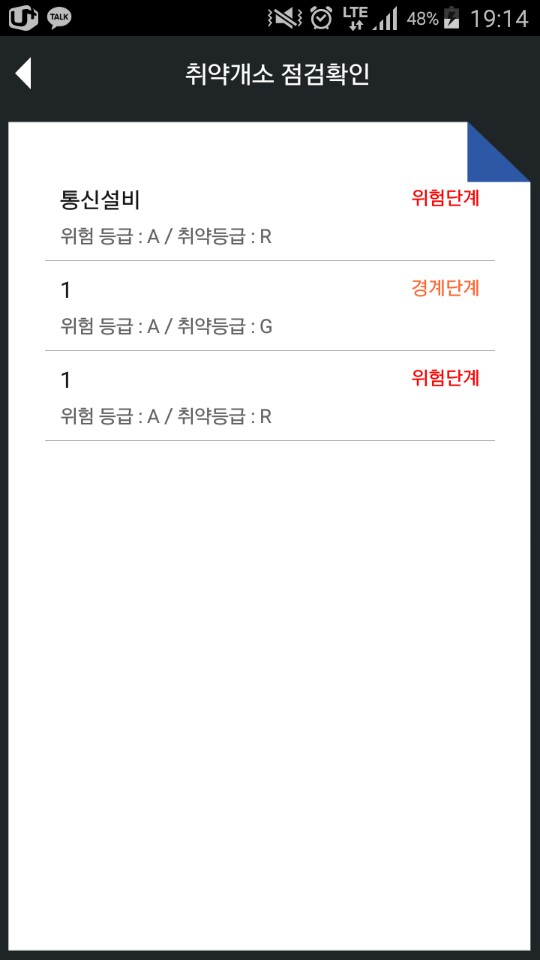 TALK LTE 48% 19:14
취약개소 점검확인
통신설비 위험단계
위험 등급 : A / 취약등급 : R
1 경계단계
위험 등급 : A / 취약등급 : G
1 위험단계
위험 등급 : A / 취약등급 : R